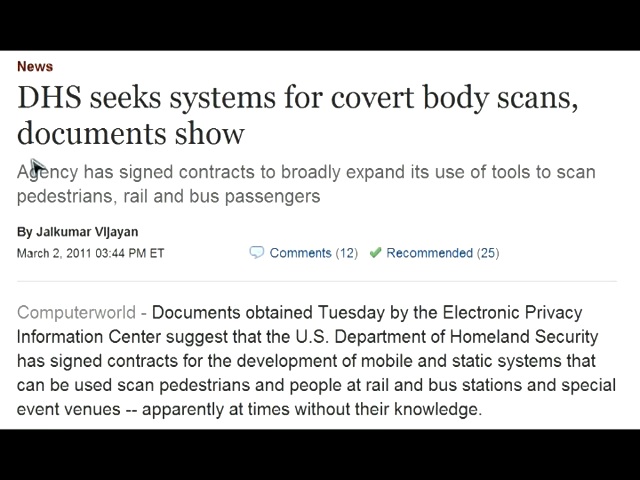 News
DHS seeks systems for covert body scans,
documents show
Agency has signed contracts to broadly expand its use of tools to scan
pedestrians, rail and bus passengers
By Jaikumar Vijayan
March 2, 2011 03:44 PM ET
Comments (12)
Recommended (25)
Computerworld - Documents obtained Tuesday by the Electronic Privacy
Information Center suggest that the U.S. Department of Homeland Security
has signed contracts for the development of mobile and static systems that
can be used scan pedestrians and people at rail and bus stations and special
event venues -- apparently at times without their knowledge.